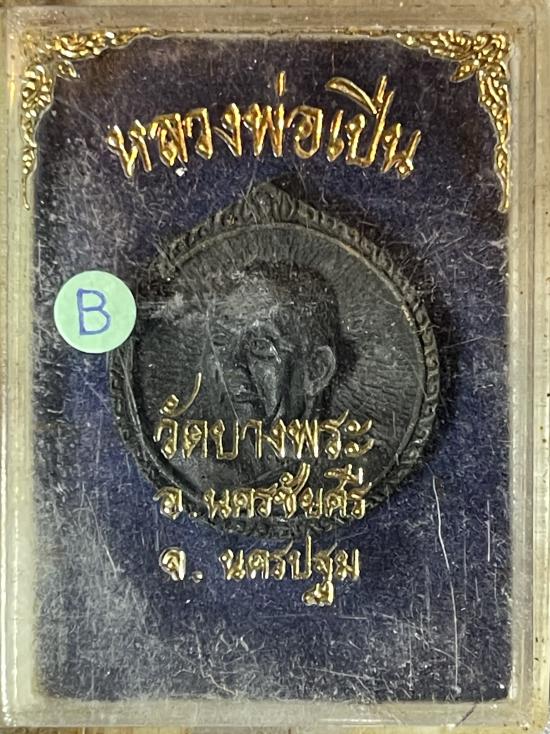 หลวงพ่อเปิ่น
B
วัดบางพระ
อ.นครชัยศรี
จ. นครปฐม